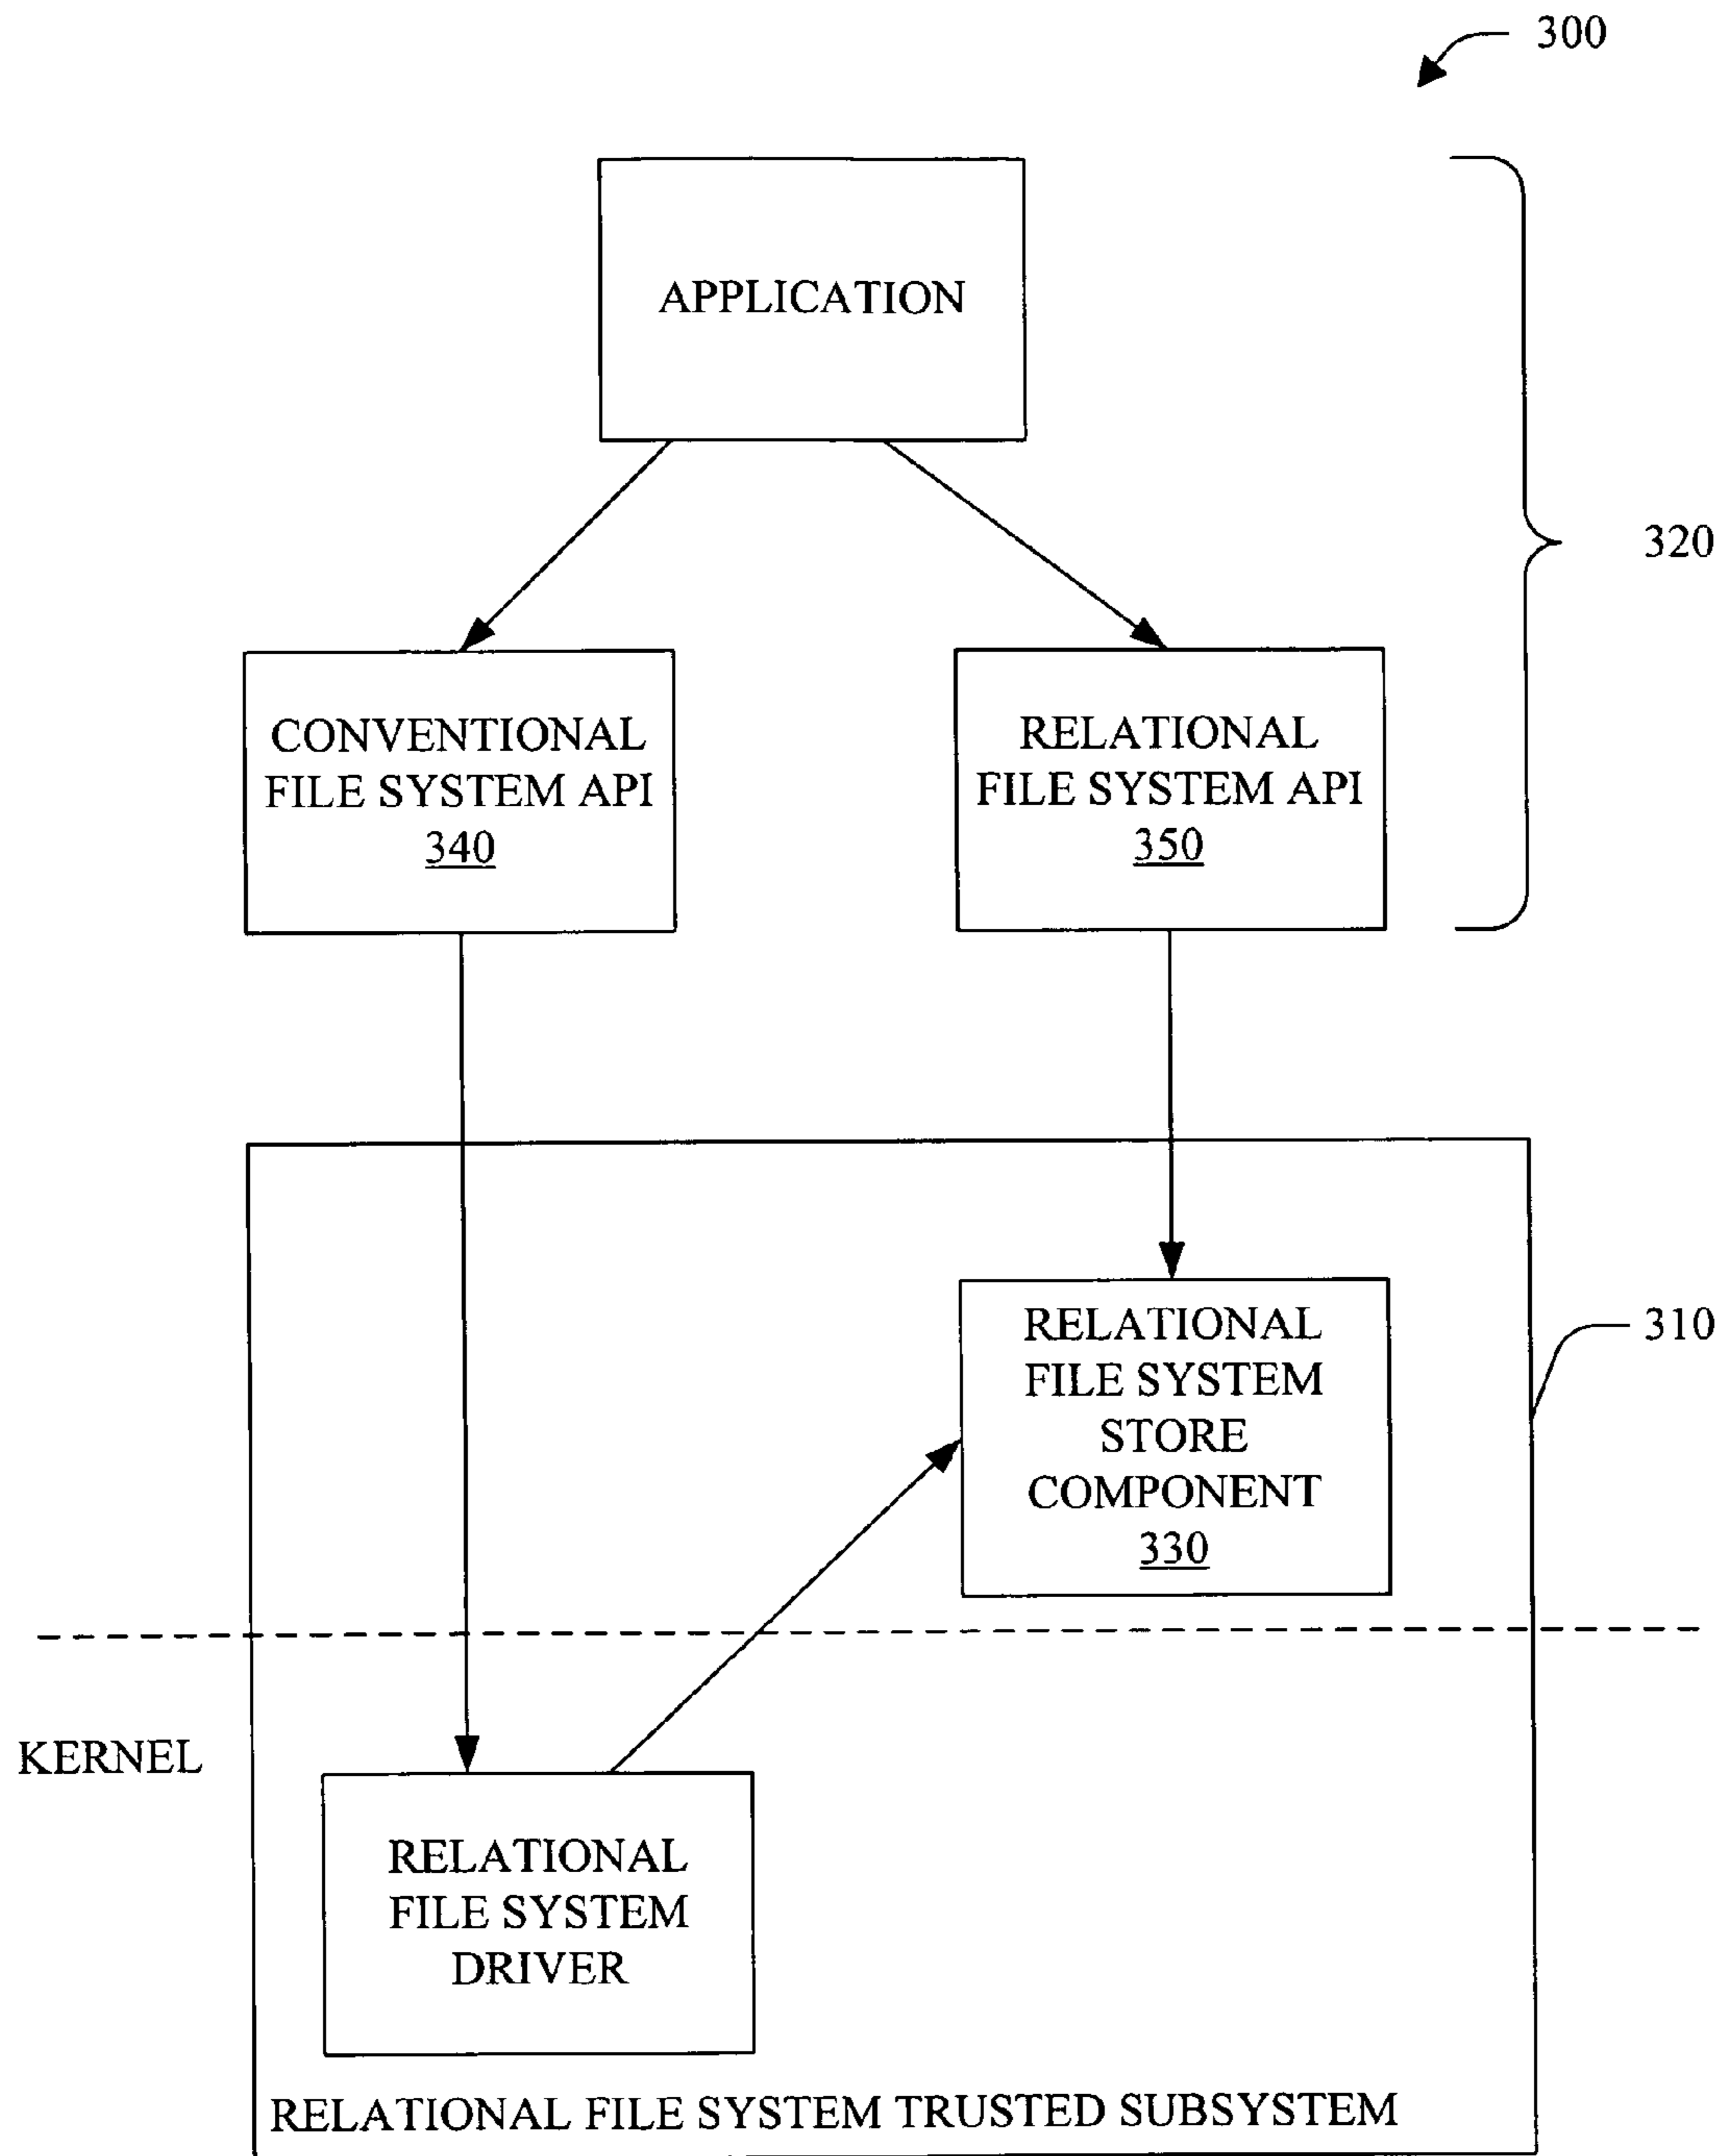 300
APPLICATION
320
CONVENTIONAL
FILE SYSTEM API
340
RELATIONAL
FILE SYSTEM API
350
310
RELATIONAL
FILE SYSTEM
STORE
COMPONENT
330
KERNEL
RELATIONAL
FILE SYSTEM
DRIVER
RELATIONAL FILE SYSTEM TRUSTED SUBSYSTEM